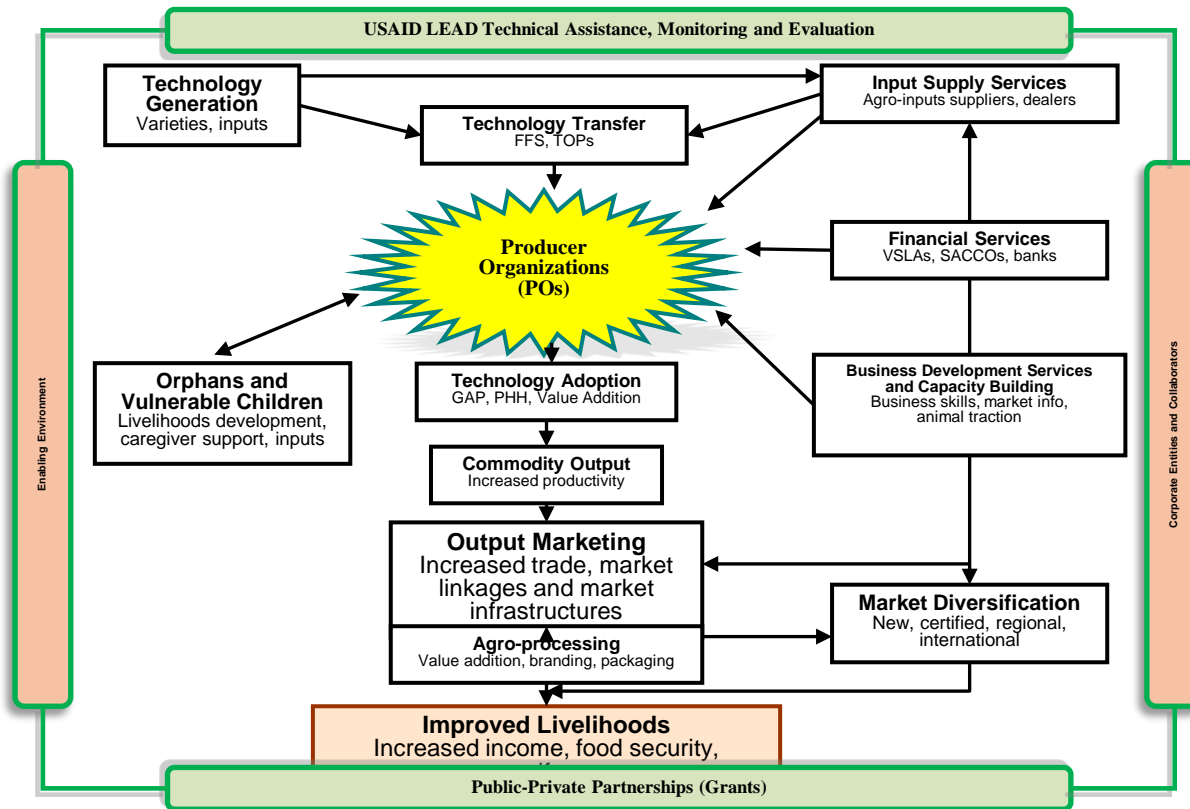 USAID LEAD Technical Assistance, Monitoring and Evaluation
Technology
Generation
Varieties, inputs
Input Supply Services
Agro-inputs suppliers, dealers
Technology Transfer
FFS, TOPs
Producer
Organizations
(POs)
Financial Services
VSLAs, SACCOs, banks
Orphans and
Vulnerable Children
Livelihoods development,
caregiver support, inputs
Technology Adoption
GAP, PHH, Value Addition
Business Development Services
and Capacity Building
Business skills, market info,
animal traction
Commodity Output
Increased productivity
Output Marketing
Increased trade, market
linkages and market
infrastructures
Agro-processing
Value addition, branding, packaging
Market Diversification
New, certified, regional,
international
Improved Livelihoods
Increased income, food security,
Public-Private Partnerships (Grants)
Enabling Environment
Corporate Entities and Collaborators